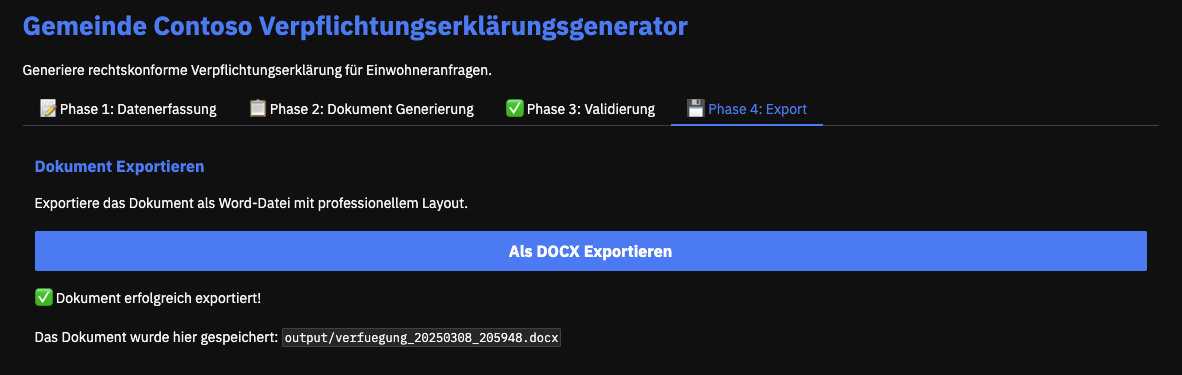 Gemeinde Contoso Verpflichtungserklärungsgenerator
Generiere rechtskonforme Verpflichtungserklärung für Einwohneranfragen.
📝 Phase 1: Datenerfassung 📋 Phase 2: Dokument Generierung ✅ Phase 3: Validierung 💾 Phase 4: Export
Dokument Exportieren
Exportiere das Dokument als Word-Datei mit professionellem Layout.
Als DOCX Exportieren
✅ Dokument erfolgreich exportiert!
Das Dokument wurde hier gespeichert: output/verfuegung_20250308_205948.docx